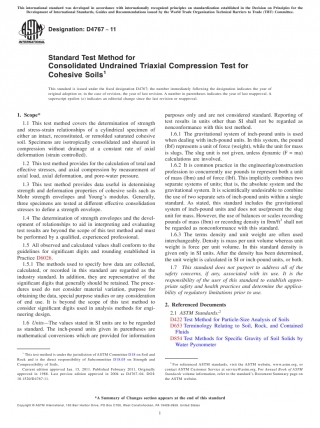 This international standard was developed in accordance with internationally recognized principles on standardization established in the Decision on Principles for the
Development of International Standards, Guides and Recommendations issued by the World Trade Organization Technical Barriers to Trade (TBT) Committee.
Designation: D4767 − 11
Standard Test Method for
Consolidated Undrained Triaxial Compression Test for
Cohesive Soils1
This standard is issued under the fixed designation D4767; the number immediately following the designation indicates the year of
original adoption or, in the case of revision, the year of last revision. A number in parentheses indicates the year of last reapproval. A
superscript epsilon (ε) indicates an editorial change since the last revision or reapproval.
1. Scope*
1.1 This test method covers the determination of strength
and stress-strain relationships of a cylindrical specimen of
either an intact, reconstituted, or remolded saturated cohesive
soil. Specimens are isotropically consolidated and sheared in
compression without drainage at a constant rate of axial
deformation (strain controlled).
1.2 This test method provides for the calculation of total and
effective stresses, and axial compression by measurement of
axial load, axial deformation, and pore-water pressure.
1.3 This test method provides data useful in determining
strength and deformation properties of cohesive soils such as
Mohr strength envelopes and Young's modulus. Generally,
three specimens are tested at different effective consolidation
stresses to define a strength envelope.
1.4 The determination of strength envelopes and the devel-
opment of relationships to aid in interpreting and evaluating
test results are beyond the scope of this test method and must
be performed by a qualified, experienced professional.
1.5 All observed and calculated values shall conform to the
guidelines for significant digits and rounding established in
Practice D6026.
1.5.1 The methods used to specify how data are collected,
calculated, or recorded in this standard are regarded as the
industry standard. In addition, they are representative of the
significant digits that generally should be retained. The proce-
dures used do not consider material variation, purpose for
obtaining the data, special purpose studies or any consideration
of end use. It is beyond the scope of this test method to
consider significant digits used in analysis methods for engi-
neering design.
1.6 Units—The values stated in SI units are to be regarded
as standard. The inch-pound units given in parentheses are
mathematical conversions which are provided for information
purposes only and are not considered standard. Reporting of
test results in units other than SI shall not be regarded as
nonconformance with this test method.
1.6.1 The gravitational system of inch-pounds units is used
when dealing with inch-pound units. In this system, the pound
(lbf) represents a unit of force (weight), while the unit for mass
is slugs. The slug unit is not given, unless dynamic (F = ma)
calculations are involved.
1.6.2 It is common practice in the engineering/construction
profession to concurrently use pounds to represent both a unit
of mass (lbm) and of force (lbf). This implicitly combines two
separate systems of units; that is, the absolute system and the
gravitational system. It is scientifically undesirable to combine
the use of two separate sets of inch-pound units within a single
standard. As stated, this standard includes the gravitational
system of inch-pound units and does not use/present the slug
unit for mass. However, the use of balances or scales recording
pounds of mass (lbm) or recording density in lbm/ft3 shall not
be regarded as nonconformance with this standard.
1.6.3 The terms density and unit weight are often used
interchangeably. Density is mass per unit volume whereas unit
weight is force per unit volume. In this standard density is
given only in SI units. After the density has been determined,
the unit weight is calculated in SI or inch-pound units, or both.
1.7 This standard does not purport to address all of the
safety concerns, if any, associated with its use. It is the
responsibility of the user of this standard to establish appro-
priate safety and health practices and determine the applica-
bility of regulatory limitations prior to use.
2. Referenced Documents
2.1 ASTM Standards:2
D422 Test Method for Particle-Size Analysis of Soils
D653 Terminology Relating to Soil, Rock, and Contained
Fluids
D854 Test Methods for Specific Gravity of Soil Solids by
Water Pycnometer
1 This test method is under the jurisdiction of ASTM Committee D18 on Soil and
Rock and is the direct responsibility of Subcommittee D18.05 on Strength and
Compressibility of Soils.
Current edition approved Jan. 15, 2011. Published February 2011. Originally
approved in 1988. Last previous edition approved in 2004 as D4767–04. DOI:
10.1520/D4767-11.
2 For referenced ASTM standards, visit the ASTM website, www.astm.org, or
contact ASTM Customer Service at service@astm.org. For Annual Book of ASTM
Standards volume information, refer to the standard's Document Summary page on
the ASTM website.
*A Summary of Changes section appears at the end of this standard
Copyright © ASTM International, 100 Barr Harbor Drive, PO Box C700, West Conshohocken, PA 19428-2959. United States
1